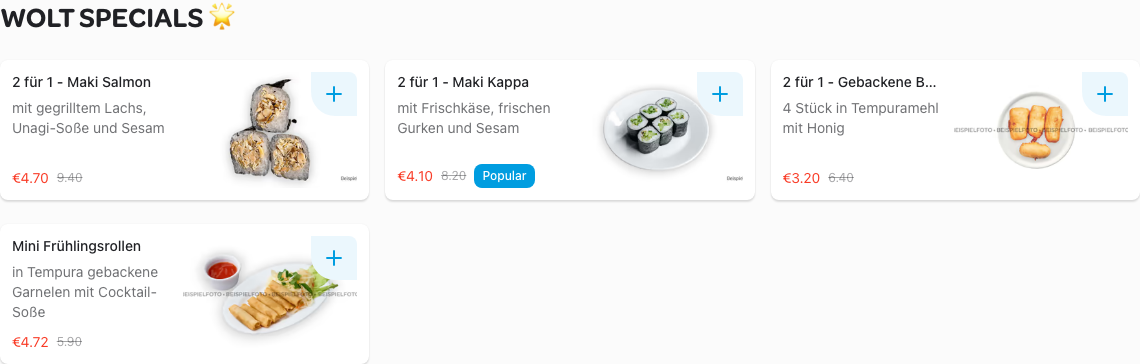 WOLT SPECIALS 🌟
2 für 1 - Maki Salmon
mit gegrilltem Lachs,
Unagi-Soße und Sesam
€4.70 9.40
Beispiel
2 für 1 - Maki Kappa
mit Frischkäse, frischen
Gurken und Sesam
€4.10 8.20 Popular
Beispiel
2 für 1 - Gebackene B...
4 Stück in Tempuramehl
mit Honig
EISPIELFOTO • BEISPIELFOTO • BEISPIELFOTO
€3.20 6.40
Mini Frühlingsrollen
in Tempura gebackene
Garnelen mit Cocktail-
Soße
EISPIELFOTO • BEISPIELFOTO • BEISPIELFOTO
€4.72 5.90